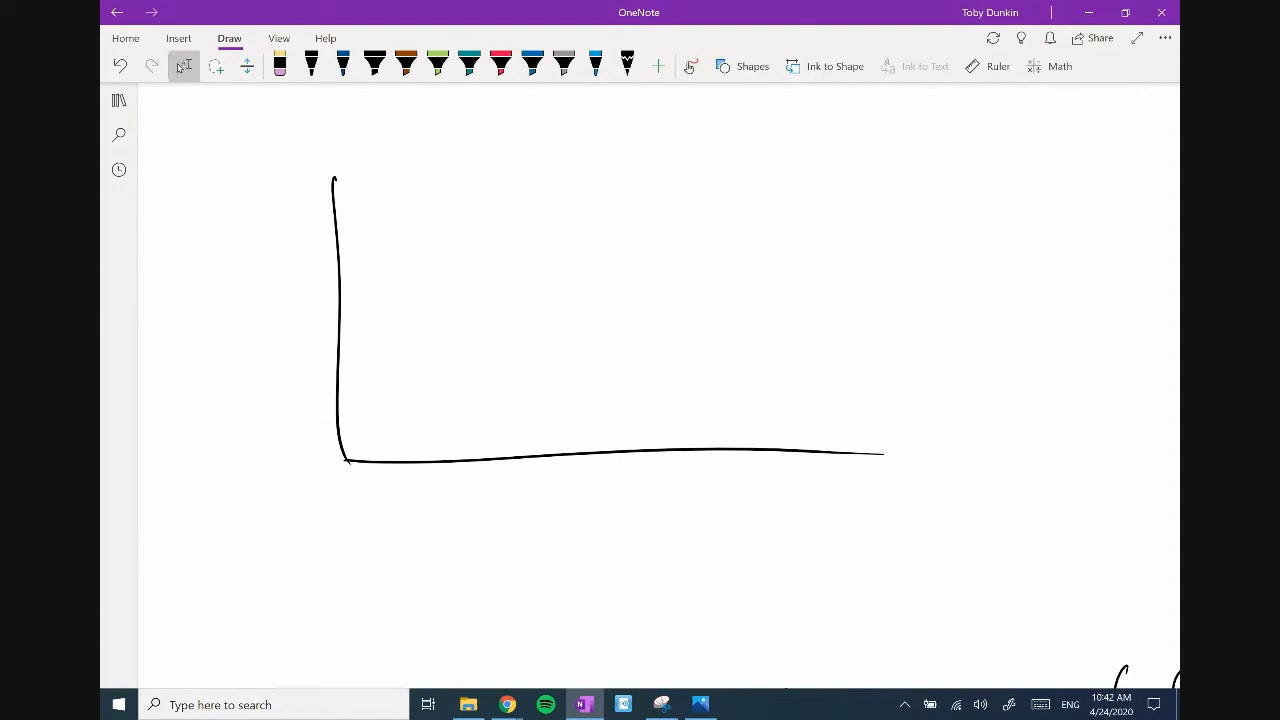 OneNote
Toby Dunkin
Home Insert Draw View Help
Share
Shapes Ink to Shape Ink to Text Ruler Math
Type here to search
ENG
10:42 AM
4/24/2020